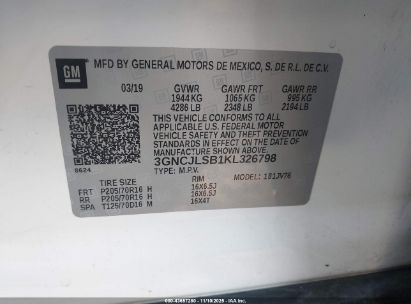 GM
MFD BY GENERAL MOTORS DE MEXICO, S. DE R.L. DE C.V.
03/19 GVWR GAWR FRT GAWR RR
1944 KG 1065 KG 995 KG
4286 LB 2348 LB 2194 LB
THIS VEHICLE CONFORMS TO ALL
APPLICABLE U.S. FEDERAL MOTOR
VEHICLE SAFETY AND THEFT PREVENTION
STANDARDS IN EFFECT ON THE DATE OF
MANUFACTURE SHOWN ABOVE.
3GNCJLSB1KL326798
TYPE: M.P.V. MODEL: 1S1JV76
8624
TIRE SIZE RIM
FRT P205/70R16 H 16X6.5J
RR P205/70R16 H 16X6.5J
SPA T125/70D16 M 16X4T